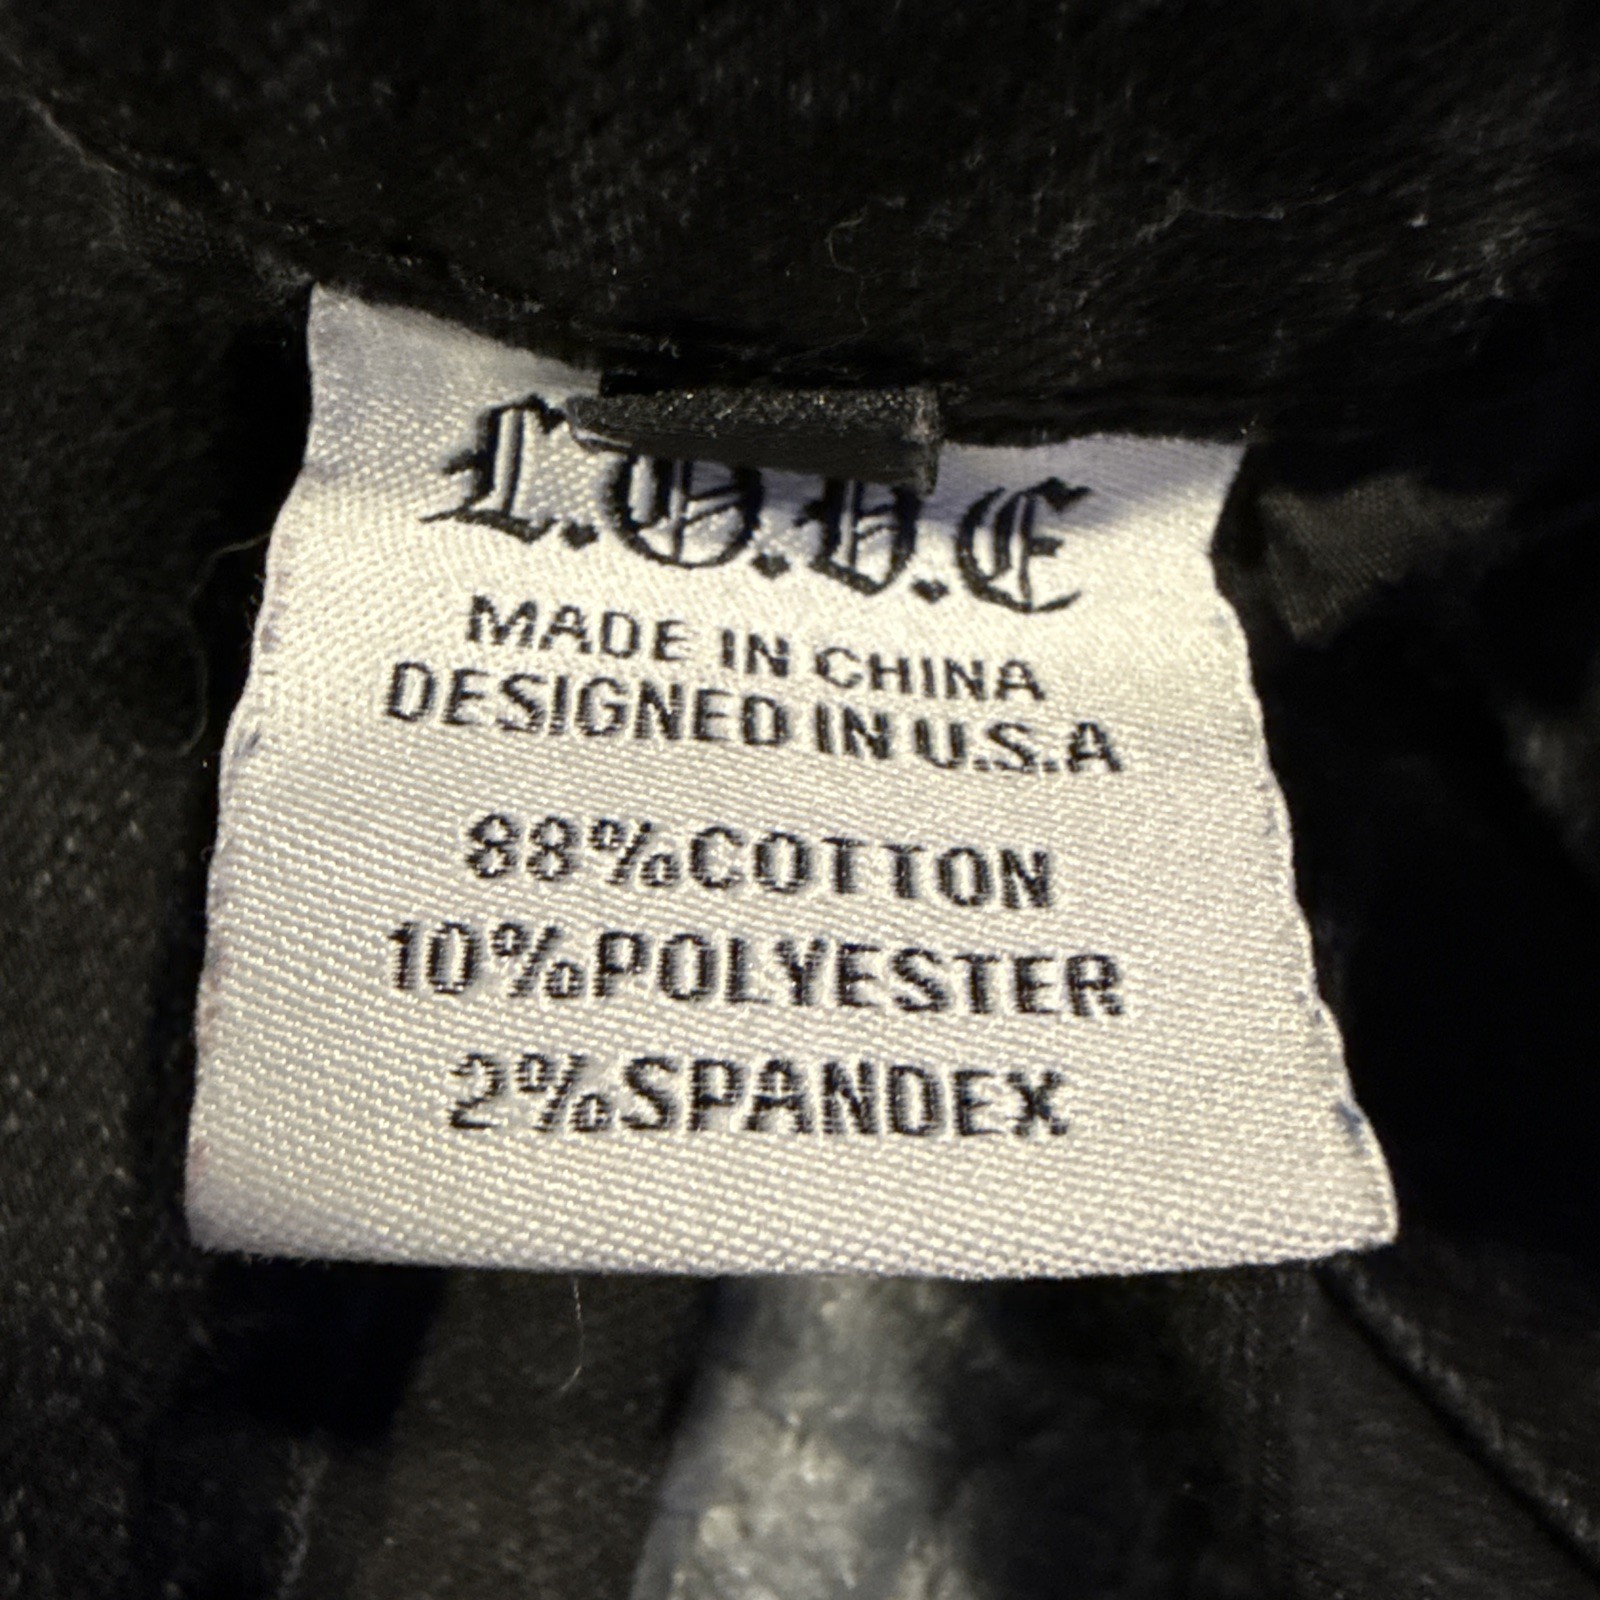 L.O.V.E
MADE IN CHINA
DESIGNED IN U.S.A
88%COTTON
10%POLYESTER
2%SPANDEX